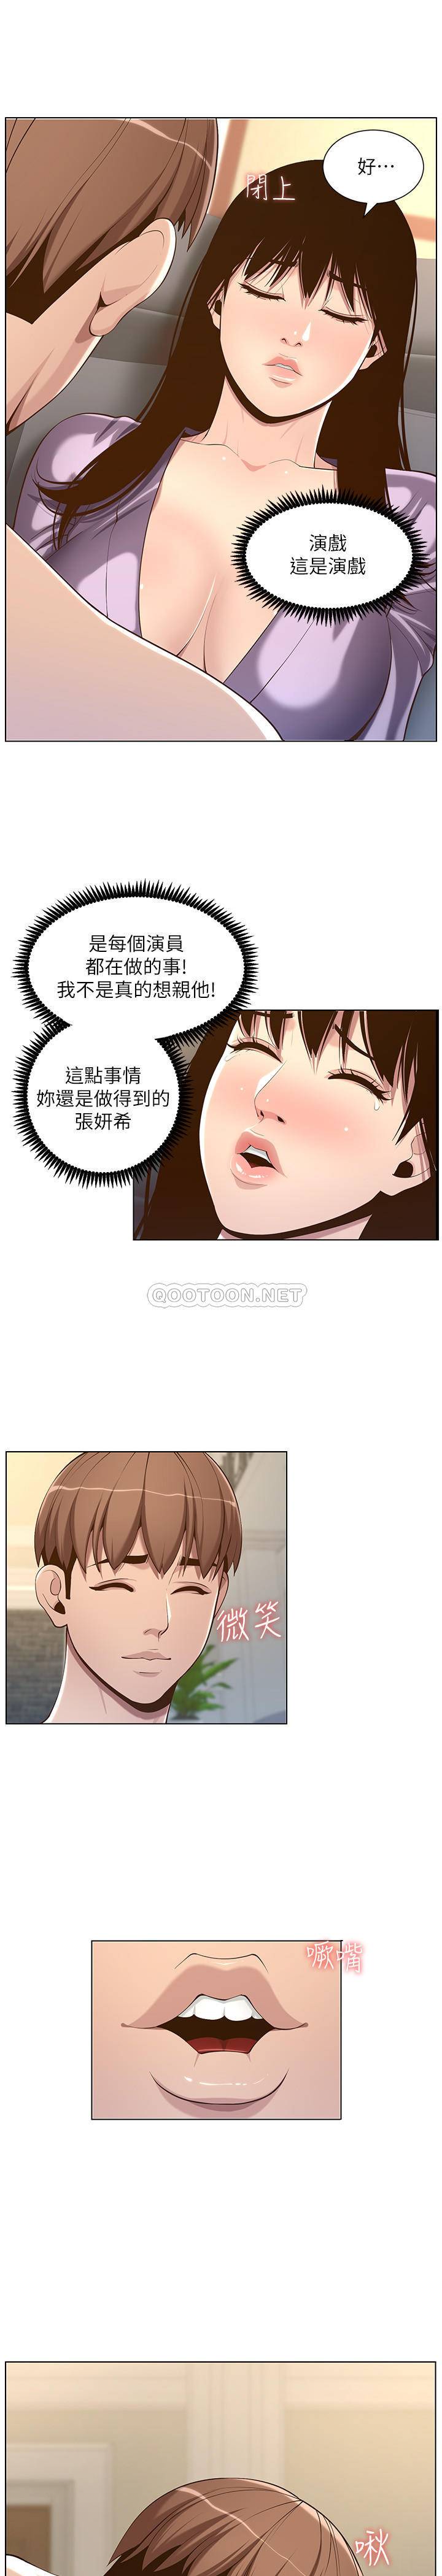 好⋯
閉上
演戲
這是演戲
是每個演員
都在做的事!
我不是真的想親他!
這點事情
妳還是做得到的
張妍希
QOOTOON.NET
微笑
噘嘴
啾